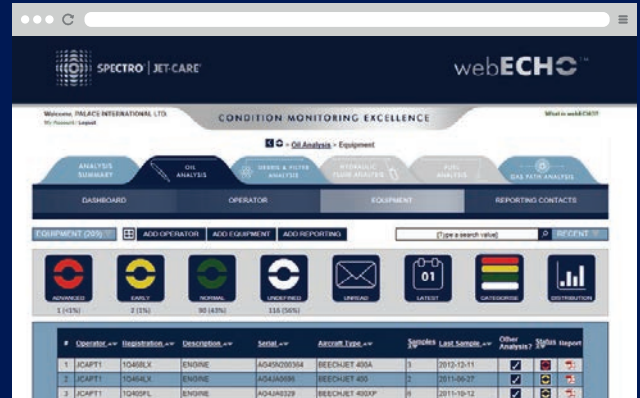 SPECTRO | JET-CARE
webECHO™
Welcome, PALACE INTERNATIONAL LTD.
My Account / Logout
CONDITION MONITORING EXCELLENCE
What is webECHO?
> Oil Analysis > Equipment
ANALYSIS SUMMARY
OIL ANALYSIS
DEBRIS & FILTER ANALYSIS
HYDRAULIC FLUID ANALYSIS
FUEL ANALYSIS
GAS PATH ANALYSIS
DASHBOARD OPERATOR EQUIPMENT REPORTING CONTACTS
EQUIPMENT (209) ADD OPERATOR ADD EQUIPMENT ADD REPORTING [Type a search value] RECENT
01
ADVANCED EARLY NORMAL UNDEFINED UNREAD LATEST CATEGORISE DISTRIBUTION
1 (<1%) 2 (1%) 90 (43%) 116 (56%)
# Operator Registration Description Serial Aircraft Type Samples Last Sample Other Analysis? Status Report
1 JCAPT1 ENGINE BEECHJET 400A 3 2012-12-11
2 JCAPT1 ENGINE BEECHJET 400 2 2011-06-27
3 JCAPT1 ENGINE BEECHJET 400XP 6 2011-10-12